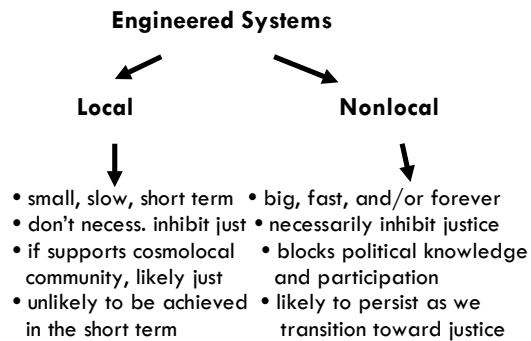 Engineered Systems
Local
Nonlocal
• small, slow, short term
• don't necess. inhibit just
• if supports cosmolocal
community, likely just
• unlikely to be achieved
in the short term
• big, fast, and/or forever
• necessarily inhibit justice
• blocks political knowledge
and participation
• likely to persist as we
transition toward justice